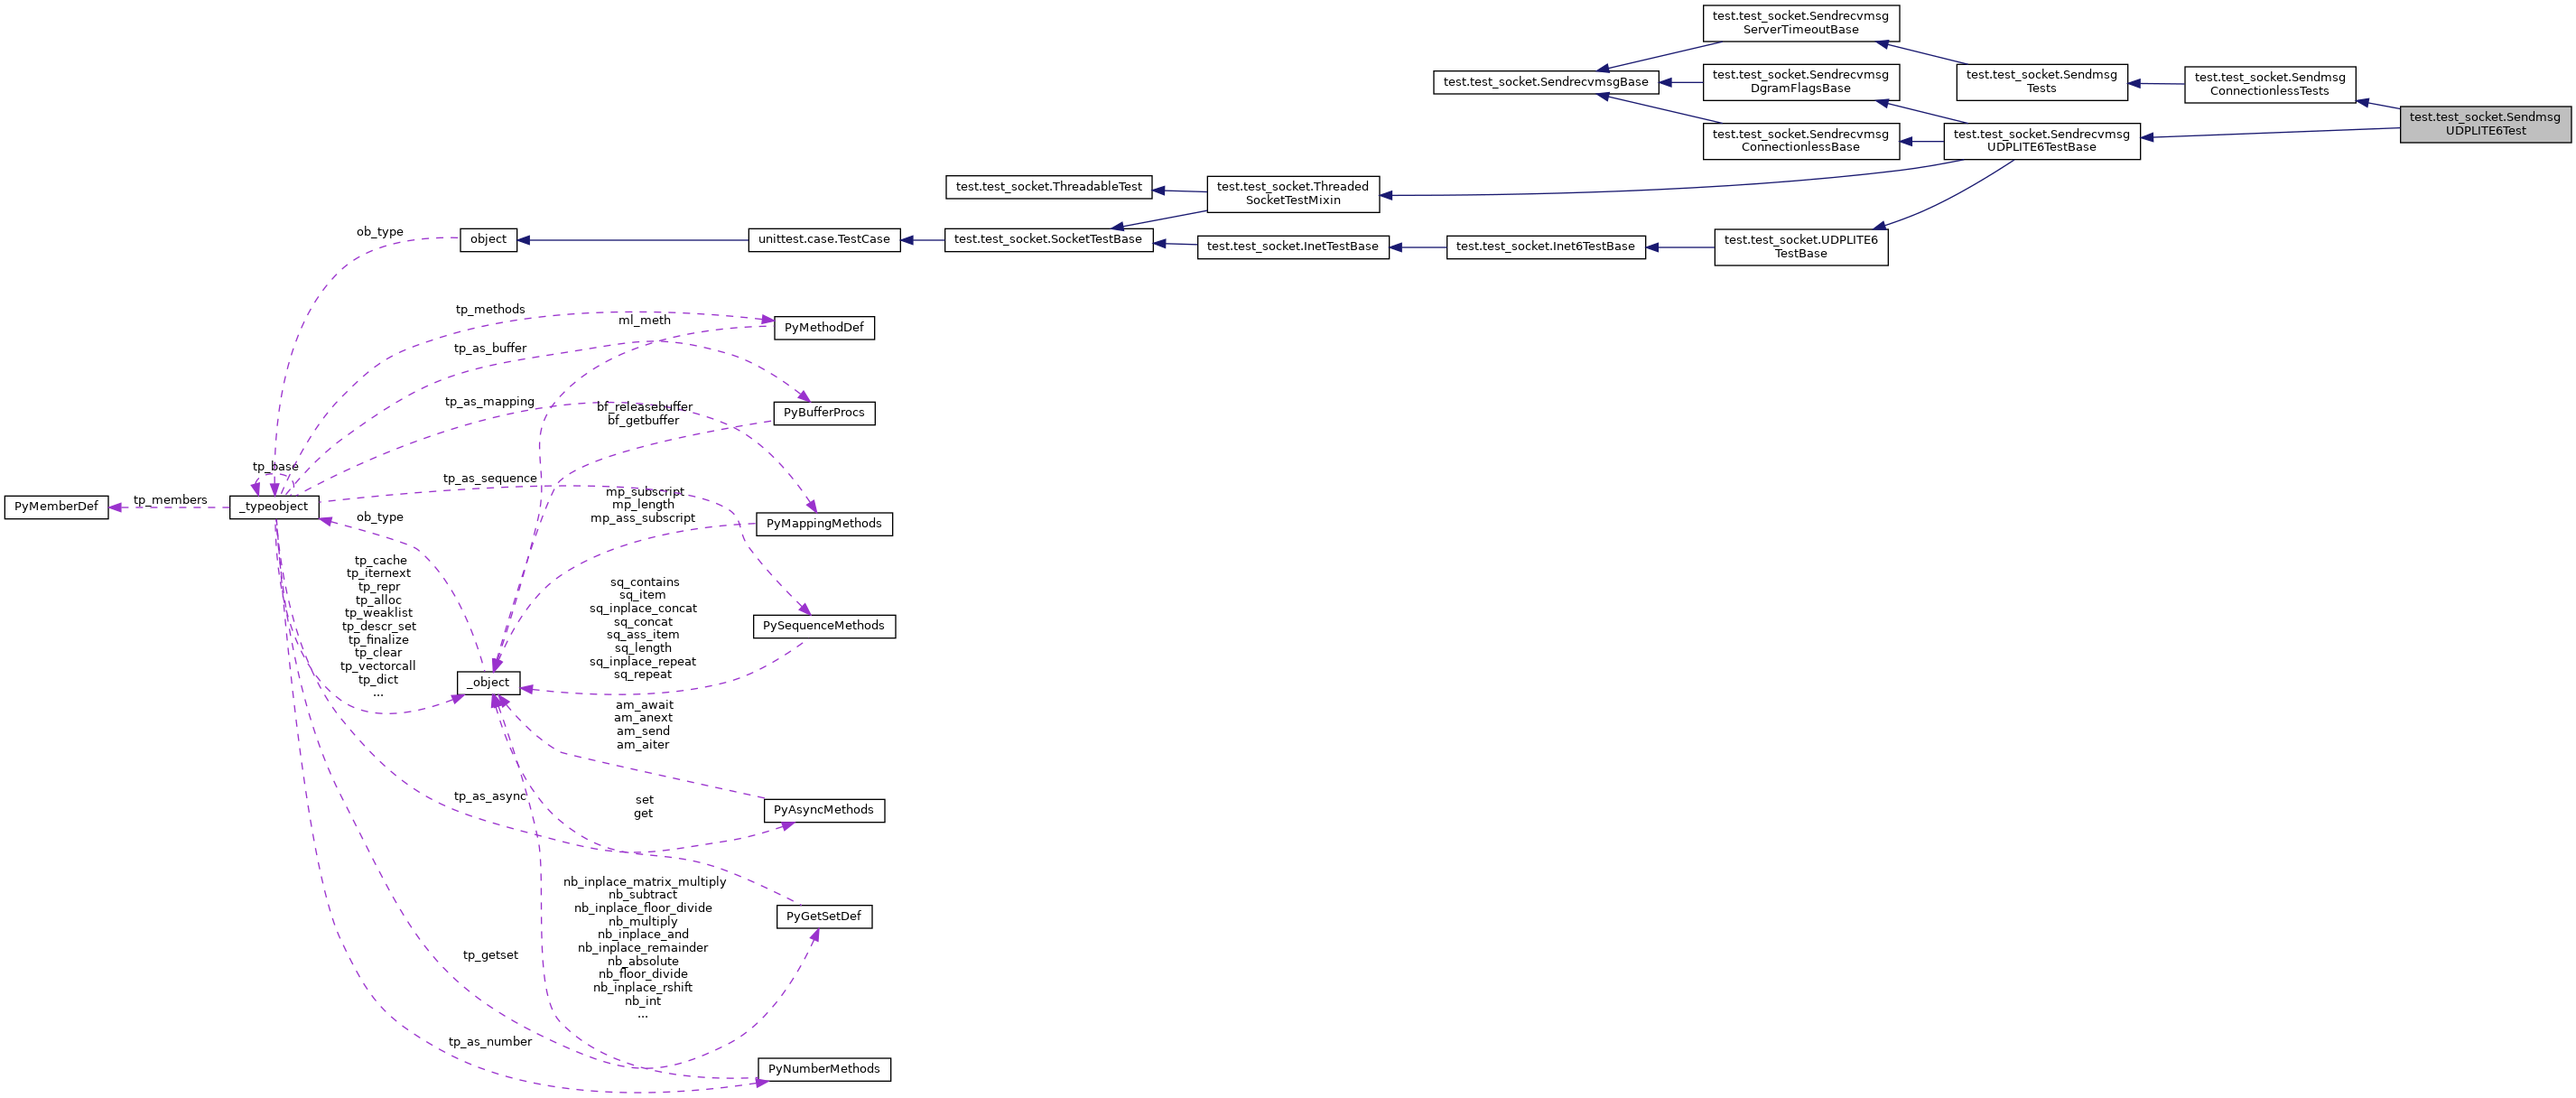 test.test_socket.Sendrecvmsg
ServerTimeoutBase
test.test_socket.SendrecvmsgBase
test.test_socket.Sendrecvmsg
DgramFlagsBase
test.test_socket.Sendmsg
Tests
test.test_socket.Sendmsg
ConnectionlessTests
test.test_socket.Sendmsg
UDPLITE6Test
test.test_socket.Sendrecvmsg
ConnectionlessBase
test.test_socket.Sendrecvmsg
UDPLITE6TestBase
test.test_socket.ThreadableTest
test.test_socket.Threaded
SocketTestMixin
ob_type
object
unittest.case.TestCase
test.test_socket.SocketTestBase
test.test_socket.InetTestBase
test.test_socket.Inet6TestBase
test.test_socket.UDPLITE6
TestBase
tp_methods
ml_meth
PyMethodDef
tp_as_buffer
tp_as_mapping
bf_releasebuffer
bf_getbuffer
PyBufferProcs
tp_base
tp_as_sequence
PyMemberDef
tp_members
_typeobject
ob_type
mp_subscript
mp_length
mp_ass_subscript
PyMappingMethods
tp_cache
tp_iternext
tp_repr
tp_alloc
tp_weaklist
tp_descr_set
tp_finalize
tp_clear
tp_vectorcall
tp_dict
...
_object
sq_contains
sq_item
sq_inplace_concat
sq_concat
sq_ass_item
sq_length
sq_inplace_repeat
sq_repeat
PySequenceMethods
am_await
am_anext
am_send
am_aiter
tp_as_async
set
get
PyAsyncMethods
nb_inplace_matrix_multiply
nb_subtract
nb_inplace_floor_divide
nb_multiply
nb_inplace_and
nb_inplace_remainder
nb_absolute
nb_floor_divide
nb_inplace_rshift
nb_int
...
PyGetSetDef
tp_getset
tp_as_number
PyNumberMethods